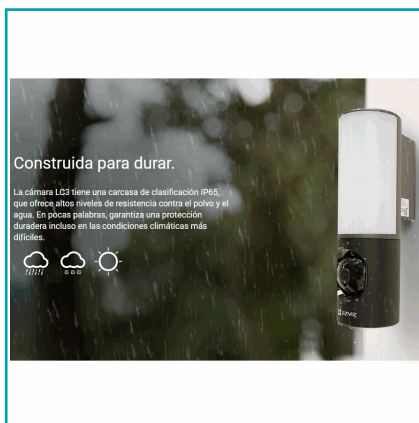 Construida para durar.
La cámara LC3 tiene una carcasa de clasificación IP65,
que ofrece altos niveles de resistencia contra el polvo y el
agua. En pocas palabras, garantiza una protección
duradera incluso en las condiciones climáticas más
difíciles.
EZVIZ